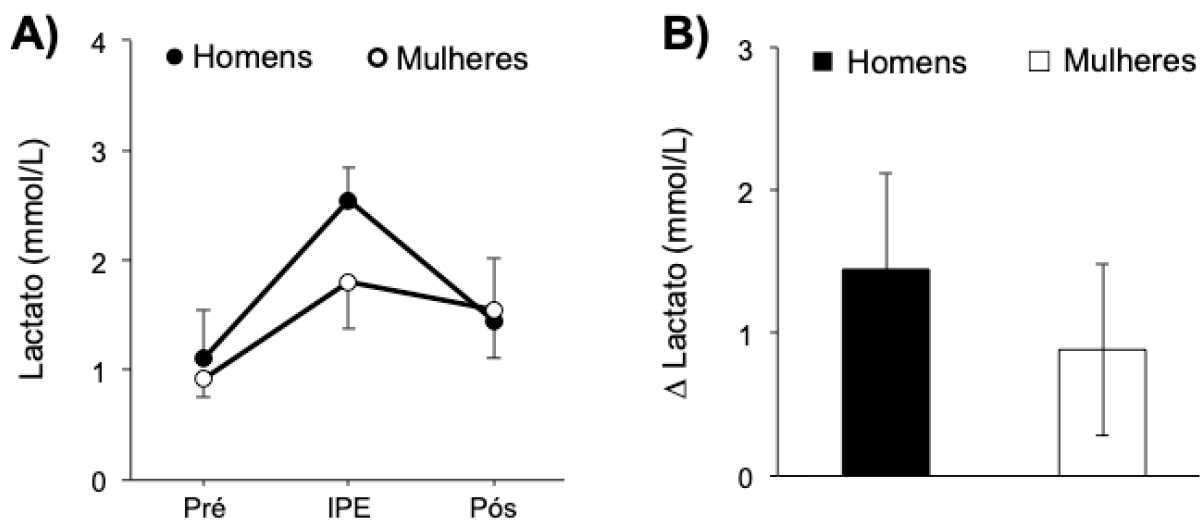 A)
Homens
Mulheres
Lactato (mmol/L)
4
3
2
1
0
Pré
IPE
Pós
B)
Homens
Mulheres
Δ Lactato (mmol/L)
3
2
1
0